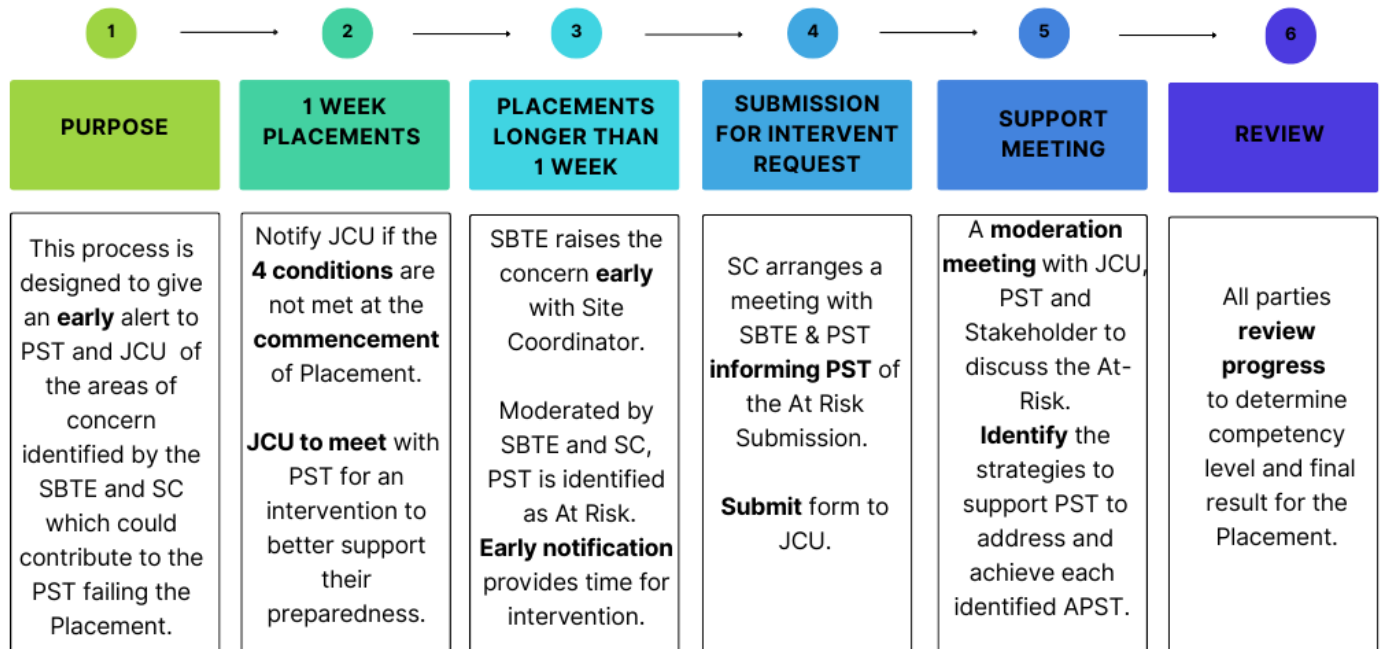 1
2
3
4
5
6
PURPOSE
1 WEEK
PLACEMENTS
PLACEMENTS
LONGER THAN
1 WEEK
SUBMISSION
FOR INTERVENT
REQUEST
SUPPORT
MEETING
REVIEW
This process is
designed to give
an early alert to
PST and JCU of
the areas of
concern
identified by the
SBTE and SC
which could
contribute to the
PST failing the
Placement.
Notify JCU if the
4 conditions are
not met at the
commencement
of Placement.
JCU to meet with
PST for an
intervention to
better support
their
preparedness.
SBTE raises the
concern early
with Site
Coordinator.
Moderated by
SBTE and SC,
PST is identified
as At Risk.
Early notification
provides time for
intervention.
SC arranges a
meeting with
SBTE & PST
informing PST of
the At Risk
Submission.
Submit form to
JCU.
A moderation
meeting with JCU,
PST and
Stakeholder to
discuss the At-
Risk.
Identify the
strategies to
support PST to
address and
achieve each
identified APST.
All parties
review
progress
to determine
competency
level and final
result for the
Placement.